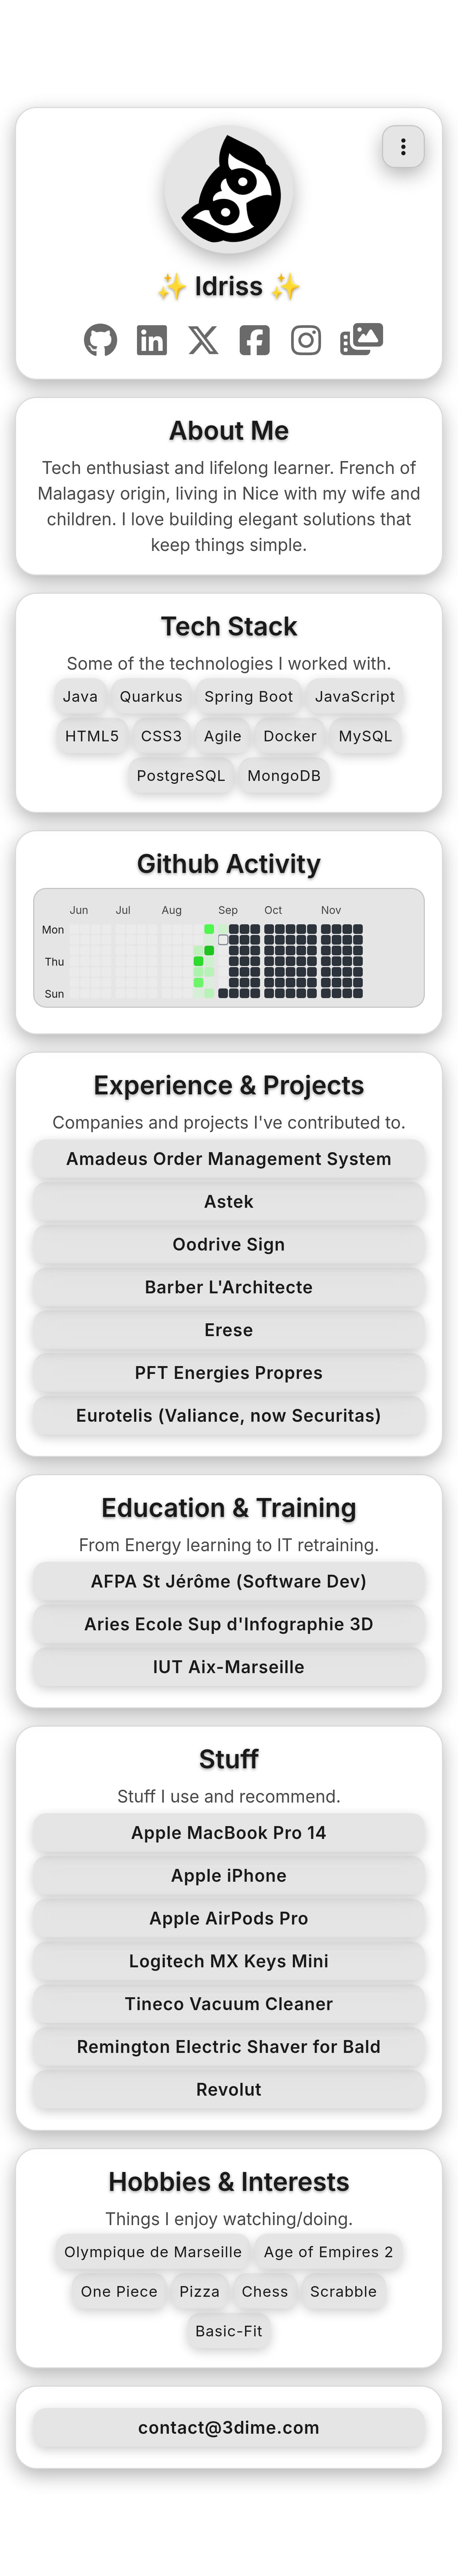 ✨ Idriss ✨
About Me
Tech enthusiast and lifelong learner. French of
Malagasy origin, living in Nice with my wife and
children. I love building elegant solutions that
keep things simple.
Tech Stack
Some of the technologies I worked with.
Java Quarkus Spring Boot JavaScript
HTML5 CSS3 Agile Docker MySQL
PostgreSQL MongoDB
Github Activity
Jun Jul Aug Sep Oct Nov
Mon
Thu
Sun
Experience & Projects
Companies and projects I've contributed to.
Amadeus Order Management System
Astek
Oodrive Sign
Barber L'Architecte
Erese
PFT Energies Propres
Eurotelis (Valiance, now Securitas)
Education & Training
From Energy learning to IT retraining.
AFPA St Jérôme (Software Dev)
Aries Ecole Sup d'Infographie 3D
IUT Aix-Marseille
Stuff
Stuff I use and recommend.
Apple MacBook Pro 14
Apple iPhone
Apple AirPods Pro
Logitech MX Keys Mini
Tineco Vacuum Cleaner
Remington Electric Shaver for Bald
Revolut
Hobbies & Interests
Things I enjoy watching/doing.
Olympique de Marseille Age of Empires 2
One Piece Pizza Chess Scrabble
Basic-Fit
contact@3dime.com